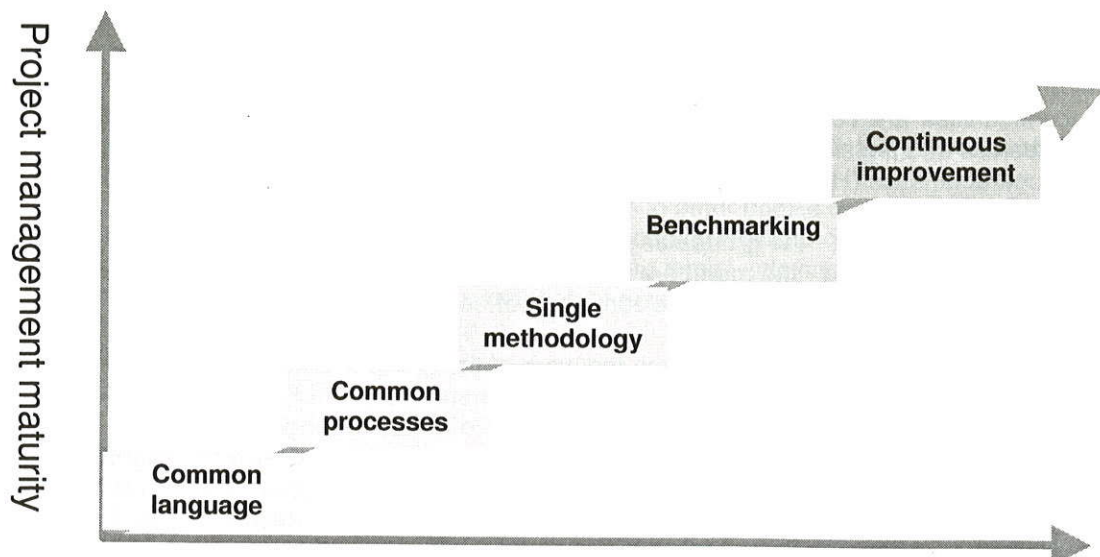 Project management maturity
Continuous
improvement
Benchmarking
Single
methodology
Common
processes
Common
language